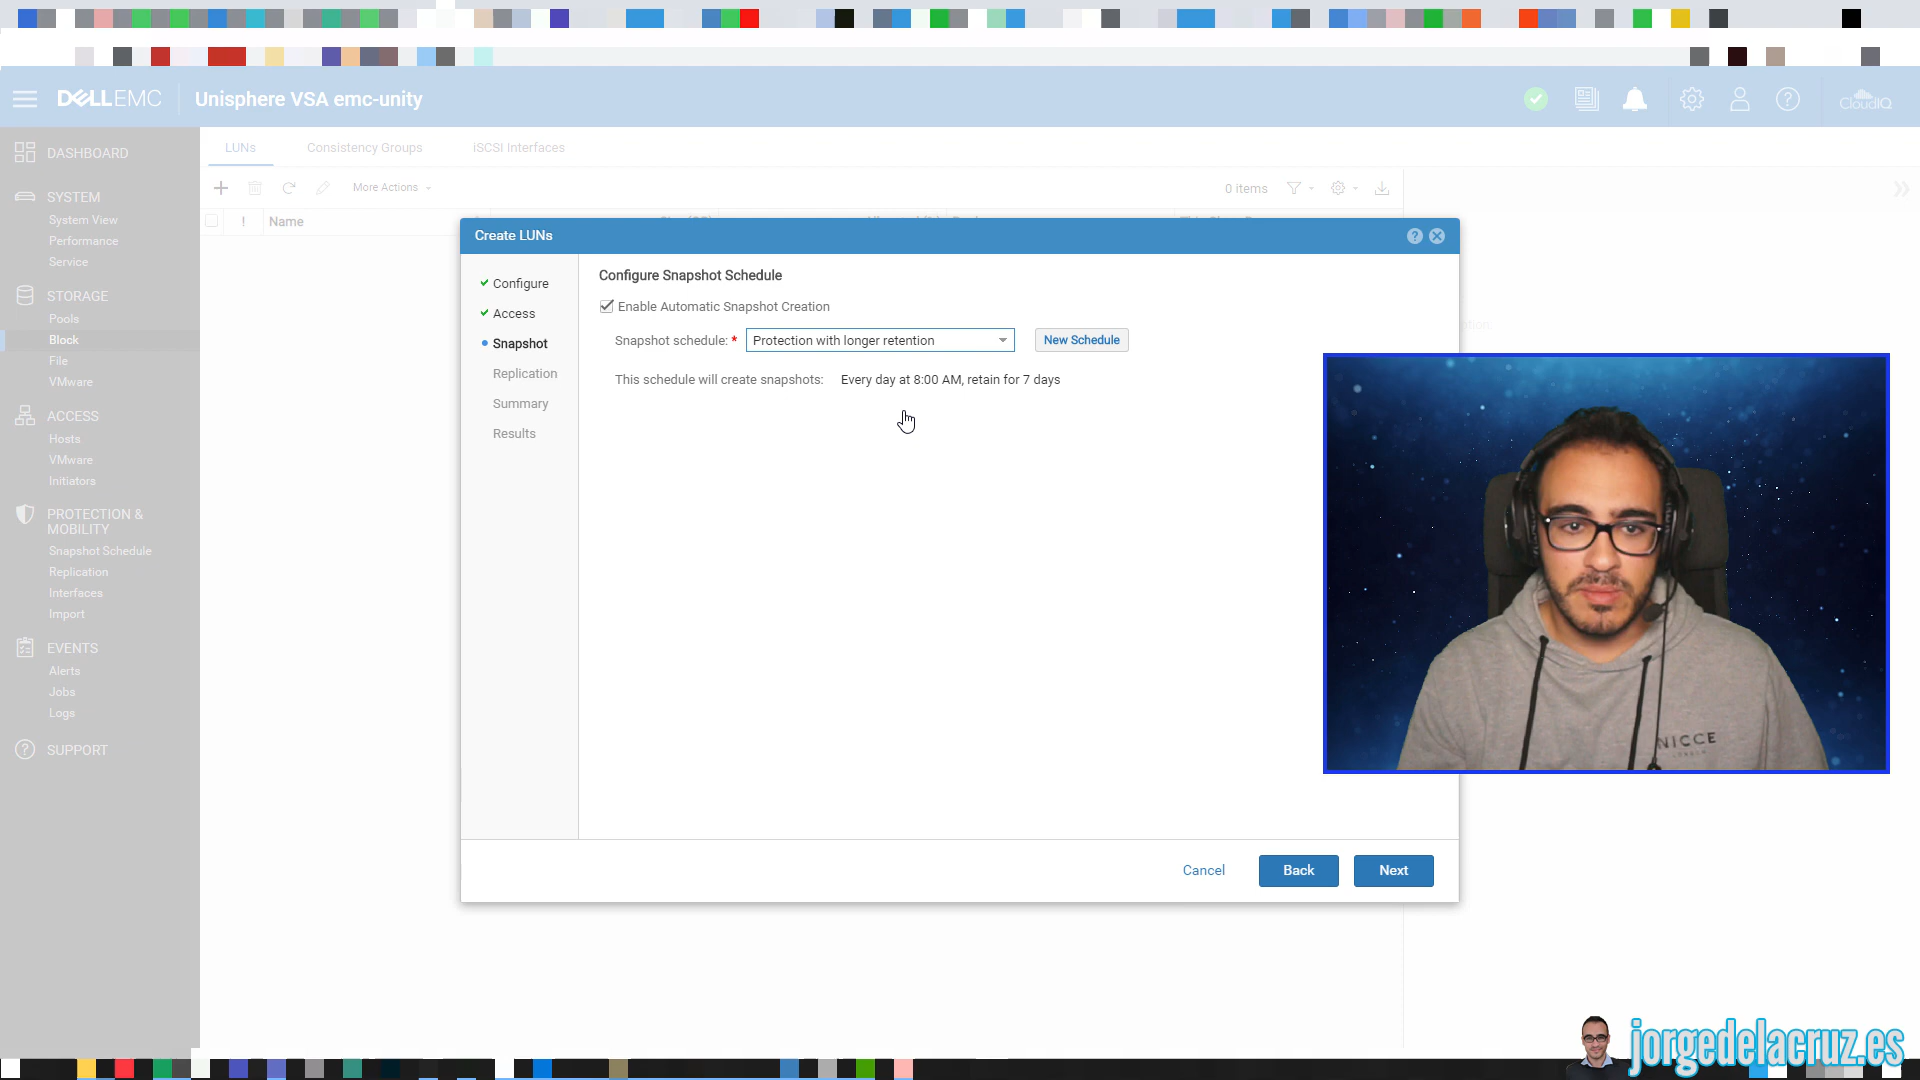 DELLEMC Unisphere VSA emc-unity
CloudIQ
DASHBOARD
SYSTEM
System View
Performance
Service
STORAGE
Pools
Block
File
VMware
ACCESS
Hosts
VMware
Initiators
PROTECTION &
MOBILITY
Snapshot Schedule
Replication
Interfaces
Import
EVENTS
Alerts
Jobs
Logs
SUPPORT
LUNs Consistency Groups iSCSI Interfaces
More Actions 0 items
! Name
Create LUNs
Configure
Access
Snapshot
Replication
Summary
Results
Configure Snapshot Schedule
Enable Automatic Snapshot Creation
Snapshot schedule: * Protection with longer retention New Schedule
This schedule will create snapshots: Every day at 8:00 AM, retain for 7 days
Cancel Back Next
NICCE
jorgedelacruz.es